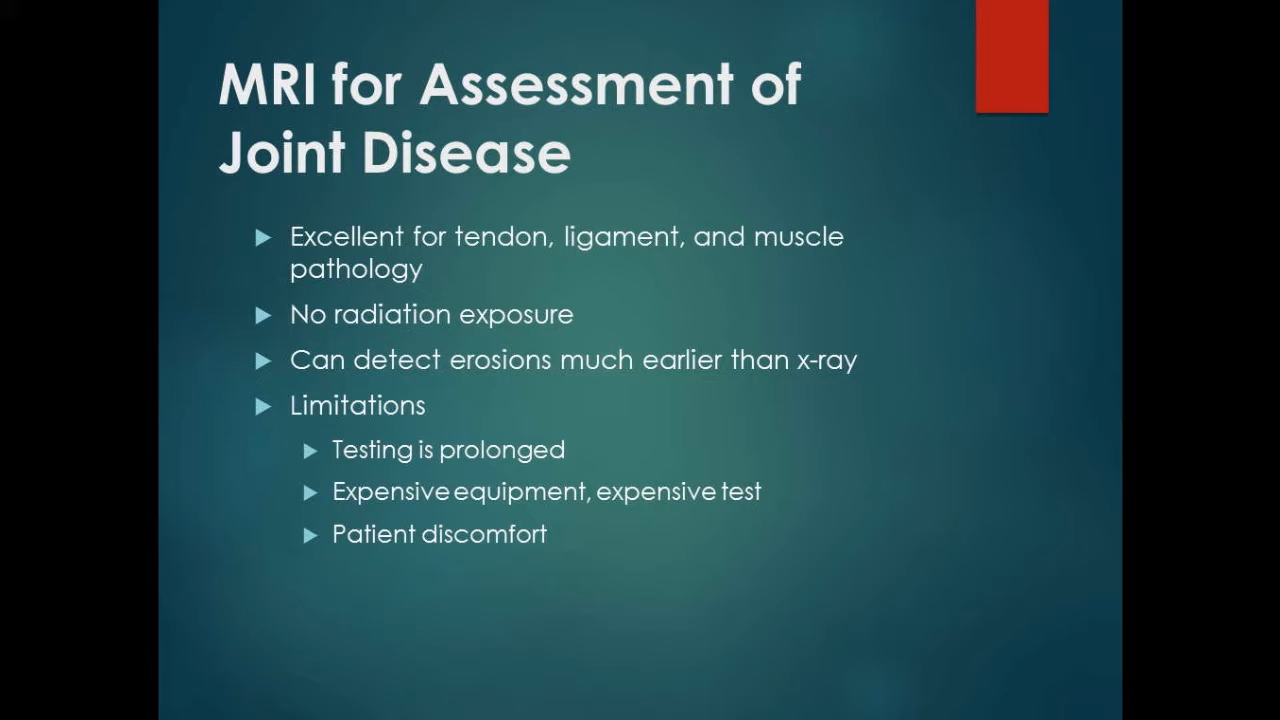 MRI for Assessment of
Joint Disease
Excellent for tendon, ligament, and muscle
pathology
No radiation exposure
Can detect erosions much earlier than x-ray
Limitations
Testing is prolonged
Expensive equipment, expensive test
Patient discomfort